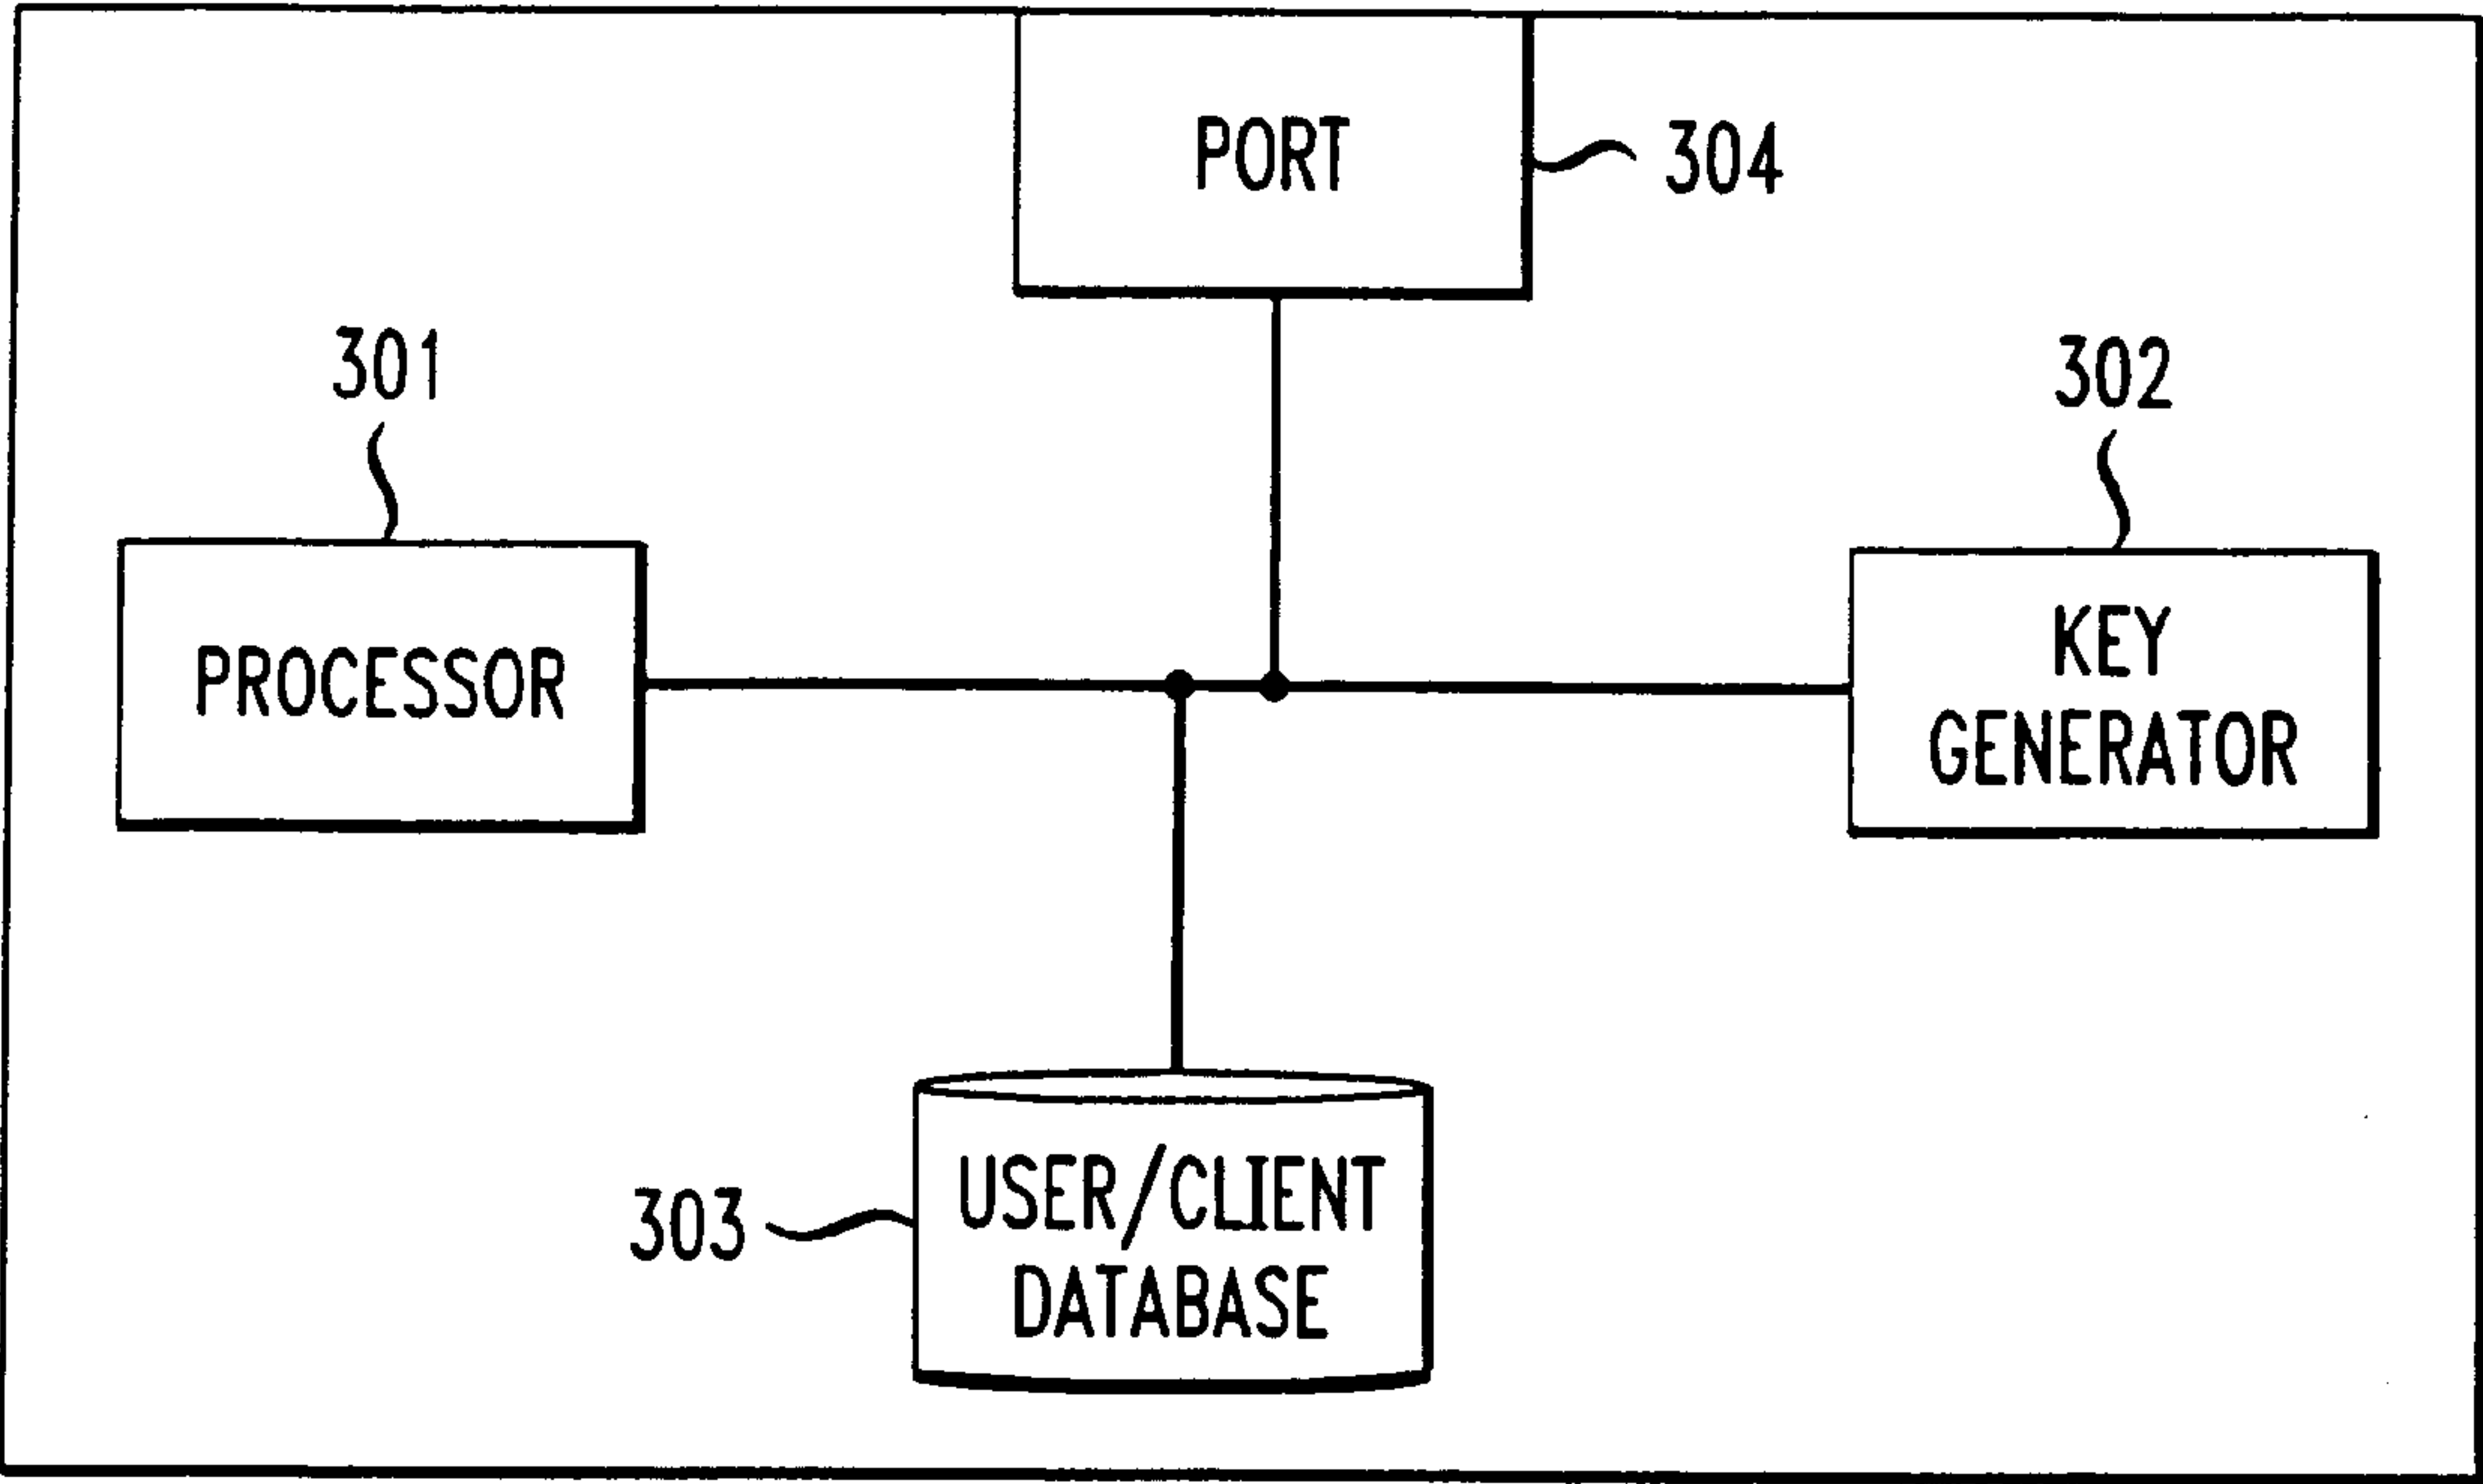 PORT
304
301
302
PROCESSOR
KEY
GENERATOR
303
USER/CLIENT
DATABASE